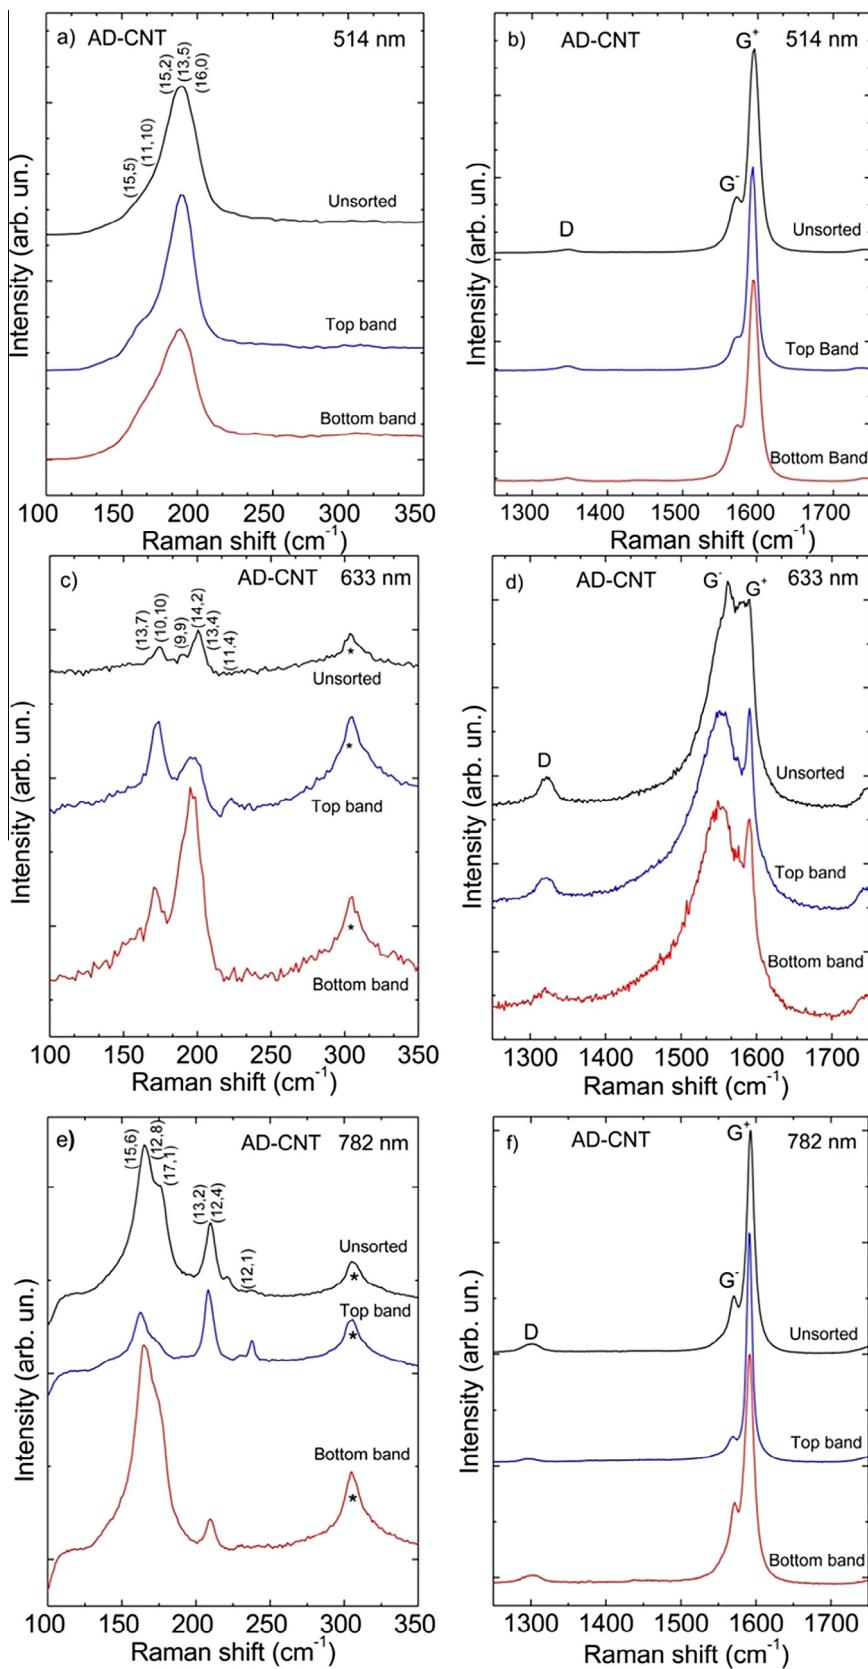 a) AD-CNT 514 nm
(15,5)
(11,10)
(15,2)
(13,5)
(16,0)
Unsorted
Top band
Bottom band
Intensity (arb. un.)
100 150 200 250 300 350
Raman shift (cm⁻¹)
b) AD-CNT 514 nm
G⁺
G⁻
D
Unsorted
Top Band
Bottom Band
Intensity (arb. un.)
1300 1400 1500 1600 1700
Raman shift (cm⁻¹)
c) AD-CNT 633 nm
(13,7)
(10,10)
(9,9)
(14,2)
(13,4)
(11,4)
*
Unsorted
*
Top band
*
Bottom band
Intensity (arb. un.)
100 150 200 250 300 350
Raman shift (cm⁻¹)
d) AD-CNT 633 nm
G⁻ G⁺
D
Unsorted
Top band
Bottom band
Intensity (arb. un.)
1300 1400 1500 1600 1700
Raman shift (cm⁻¹)
e) AD-CNT 782 nm
(15,6)
(12,8)
(17,1)
(13,2)
(12,4)
(12,1)
Unsorted
*
Top band
*
Bottom band
*
Intensity (arb. un.)
100 150 200 250 300 350
Raman shift (cm⁻¹)
f) AD-CNT 782 nm
G⁺
G⁻
D
Unsorted
Top band
Bottom band
Intensity (arb. un.)
1300 1400 1500 1600 1700
Raman shift (cm⁻¹)